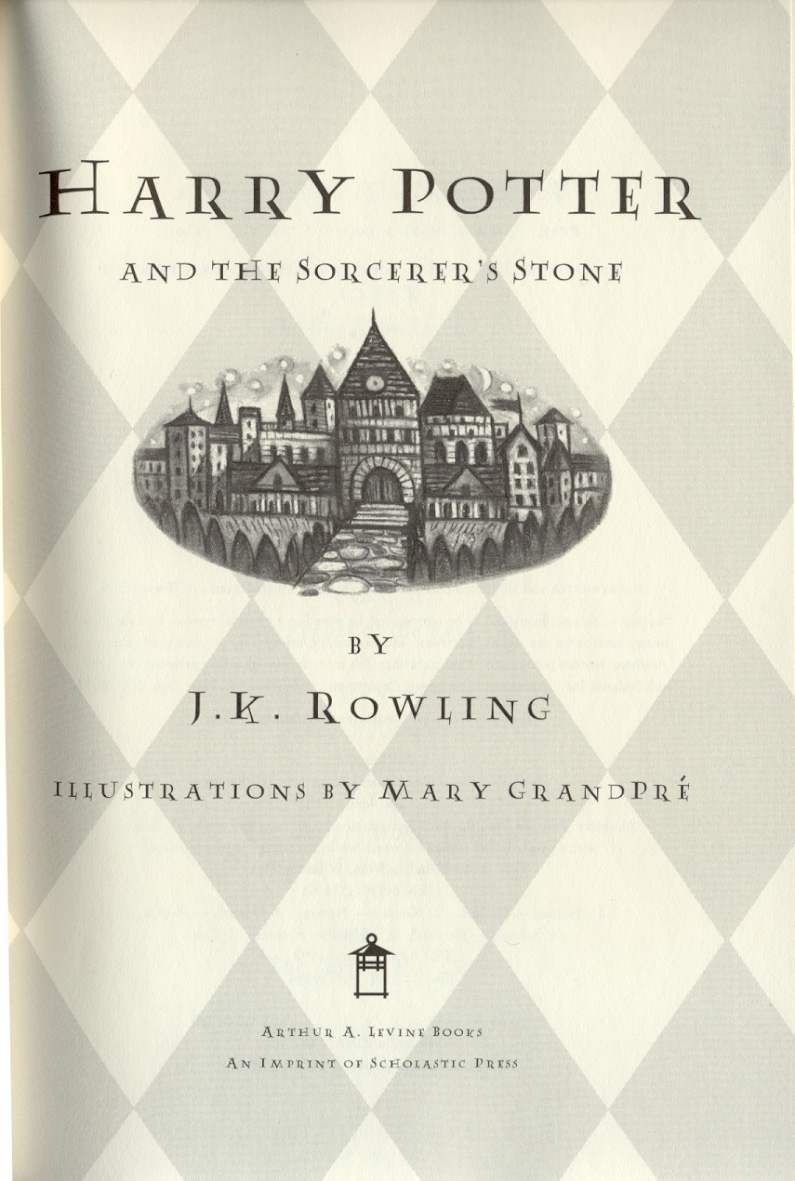 HARRY POTTER
AND THE SORCERER'S STONE
BY
J.K. ROWLING
ILLUSTRATIONS BY MARY GRANDPRÉ
ARTHUR A. LEVINE BOOKS
AN IMPRINT OF SCHOLASTIC PRESS